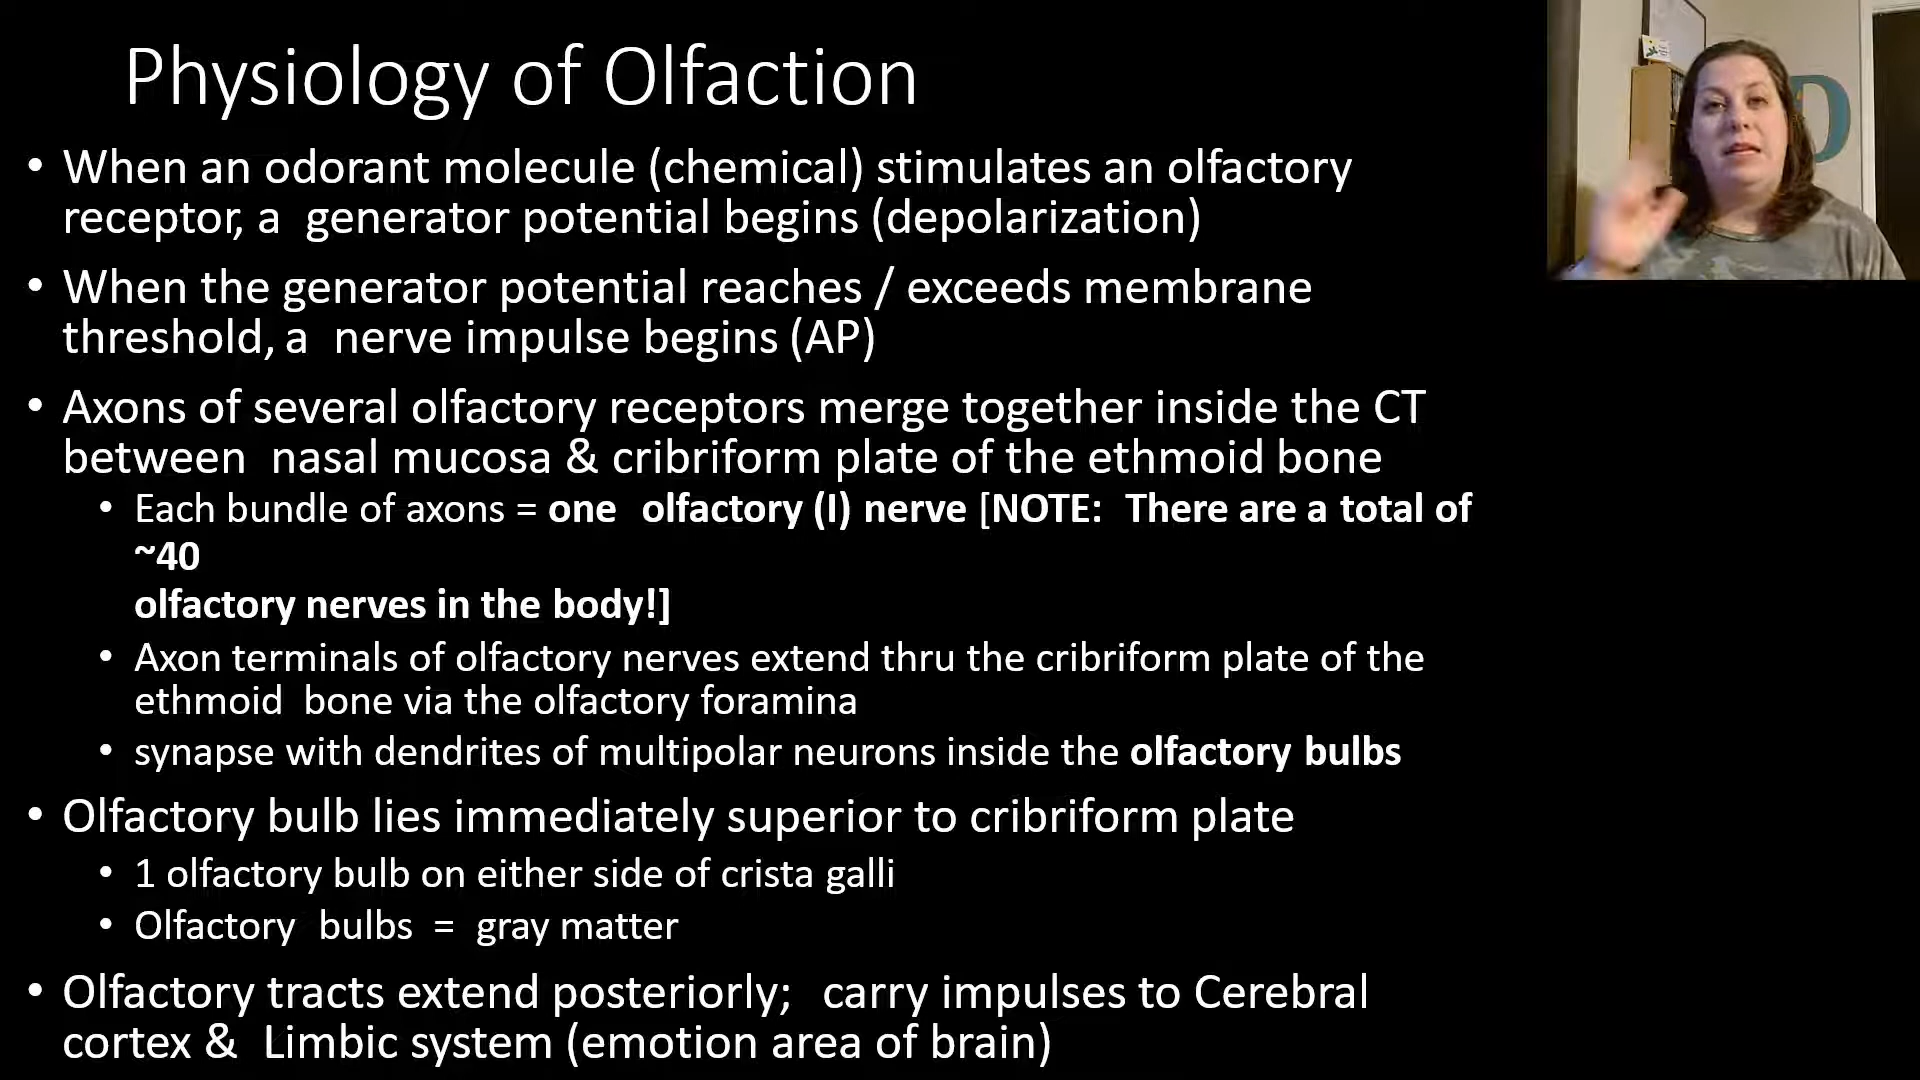 Physiology of Olfaction
• When an odorant molecule (chemical) stimulates an olfactory
receptor, a generator potential begins (depolarization)
• When the generator potential reaches / exceeds membrane
threshold, a nerve impulse begins (AP)
• Axons of several olfactory receptors merge together inside the CT
between nasal mucosa & cribriform plate of the ethmoid bone
• Each bundle of axons = one olfactory (I) nerve [NOTE: There are a total of
~40
olfactory nerves in the body!]
• Axon terminals of olfactory nerves extend thru the cribriform plate of the
ethmoid bone via the olfactory foramina
• synapse with dendrites of multipolar neurons inside the olfactory bulbs
• Olfactory bulb lies immediately superior to cribriform plate
• 1 olfactory bulb on either side of crista galli
• Olfactory bulbs = gray matter
• Olfactory tracts extend posteriorly; carry impulses to Cerebral
cortex & Limbic system (emotion area of brain)
D